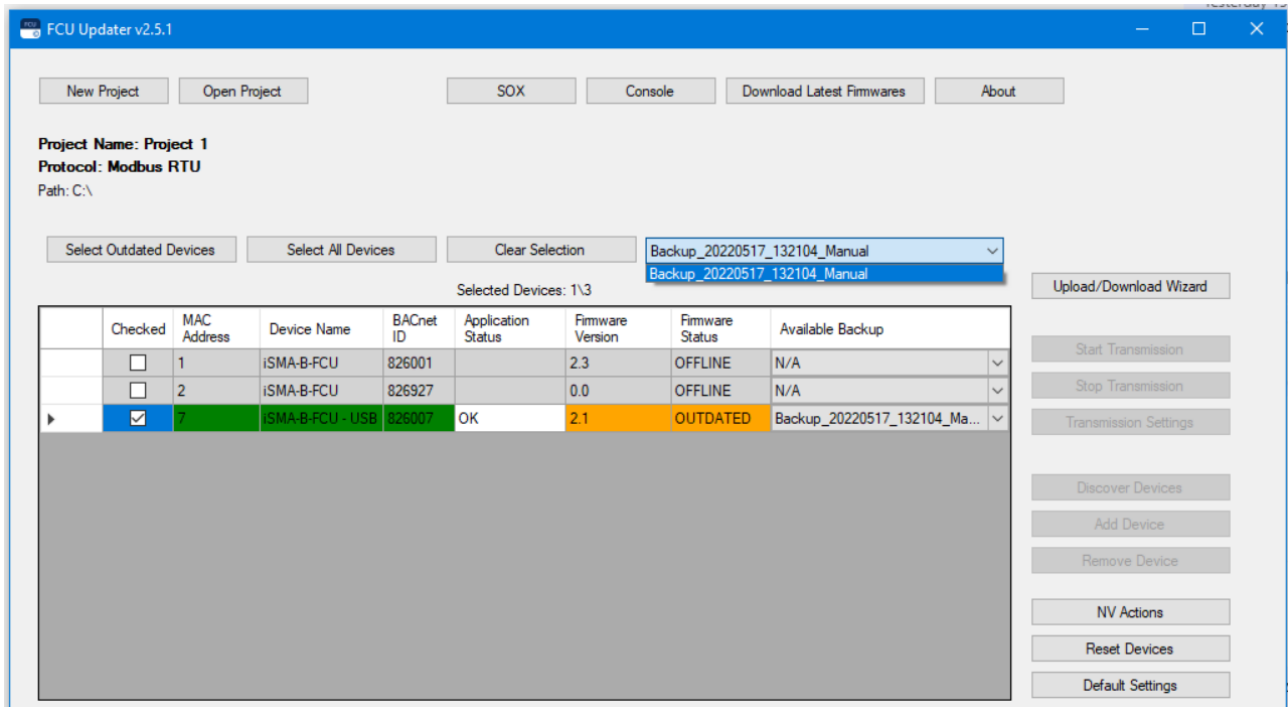 FCU Updater v2.5.1
New Project Open Project SOX Console Download Latest Firmwares About
Project Name: Project 1
Protocol: Modbus RTU
Path: C:\
Select Outdated Devices Select All Devices Clear Selection Backup_20220517_132104_Manual
Backup_20220517_132104_Manual
Selected Devices: 1\3
Upload/Download Wizard
Checked MAC Address Device Name BACnet ID Application Status Firmware Version Firmware Status Available Backup
1 iSMA-B-FCU 826001 2.3 OFFLINE N/A
2 iSMA-B-FCU 826927 0.0 OFFLINE N/A
7 iSMA-B-FCU - USB 826007 OK 2.1 OUTDATED Backup_20220517_132104_Ma...
Start Transmission
Stop Transmission
Transmission Settings
Discover Devices
Add Device
Remove Device
NV Actions
Reset Devices
Default Settings